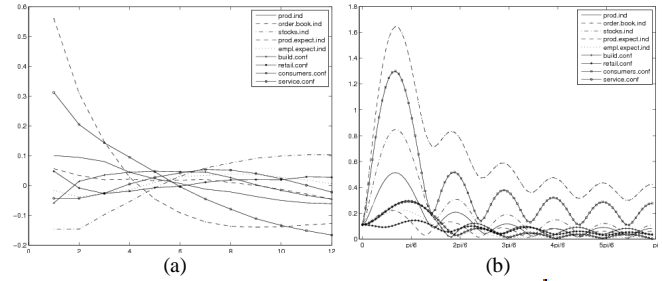 0.6
0.5
0.4
0.3
0.2
0.1
0
−0.1
−0.2
0 2 4 6 8 10 12
prod.ind
order.book.ind
stocks.ind
prod.expect.ind
empl.expect.ind
build.conf
retail.conf
consumers.conf
service.conf
(a)
1.8
1.6
1.4
1.2
1
0.8
0.6
0.4
0.2
0
0 pi/6 2pi/6 3pi/6 4pi/6 5pi/6 pi
prod.ind
order.book.ind
stocks.ind
prod.expect.ind
empl.expect.ind
build.conf
retail.conf
consumers.conf
service.conf
(b)